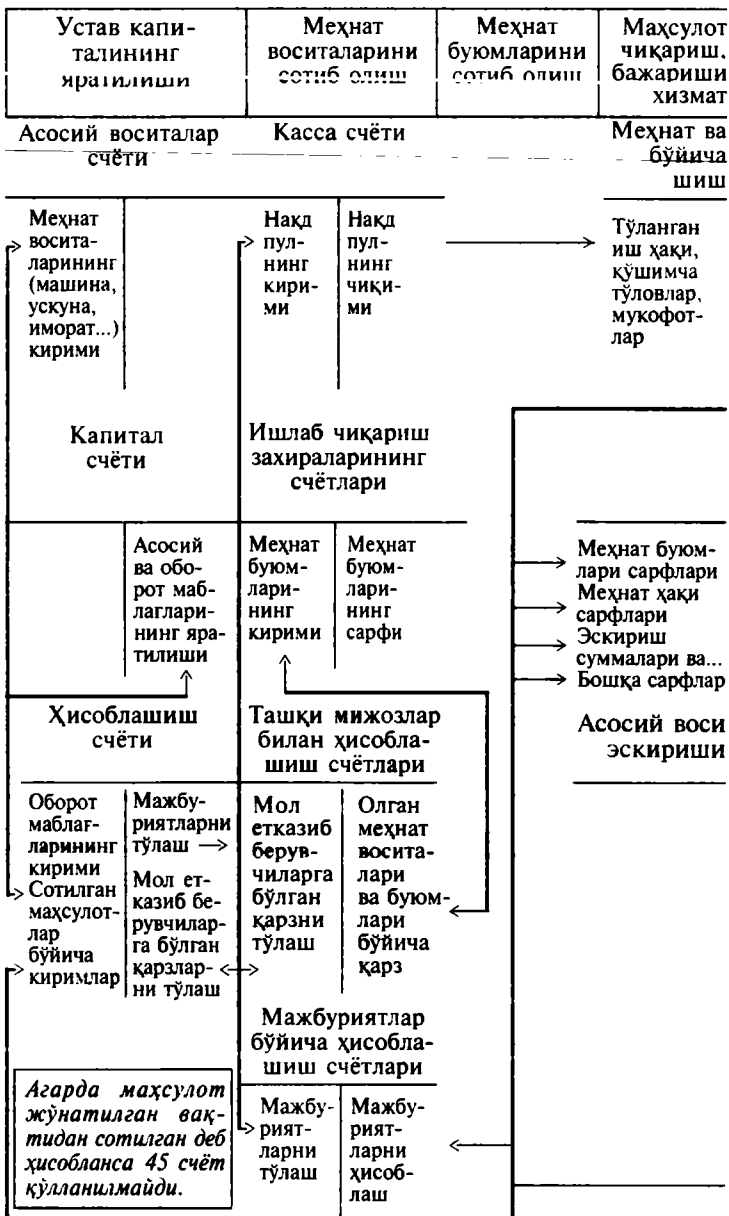 Устав капи-
талининг
яратилиши
Меҳнат
воситаларини
сотиб олиш
Меҳнат
буюмларини
сотиб олиш
Маҳсулот
чиқариш,
бажариши
хизмат
Асосий воситалар
счёти
Касса счёти
Меҳнат ва
бўйича
шиш
Меҳнат
восита-
ларининг
(машина,
ускуна,
иморат...)
кирими
Нақд
пул-
нинг
кири-
ми
Нақд
пул-
нинг
чиқи-
ми
Тўланган
иш ҳақи,
қўшимча
тўловлар,
мукофот-
лар
Капитал
счёти
Ишлаб чиқариш
захираларининг
счётлари
Асосий
ва обо-
рот маб-
лағлари-
нинг яра-
тилиши
Меҳнат
буюм-
лари-
нинг
кирими
Меҳнат
буюм-
лари-
нинг
сарфи
Меҳнат буюм-
лари сарфлари
Меҳнат ҳақи
сарфлари
Эскириш
суммалари ва...
Бошқа сарфлар
Ҳисоблашиш
счёти
Ташқи мижозлар
билан ҳисобла-
шиш счётлари
Асосий воси
эскириши
Оборот
маблағ-
ларининг
кирими
Сотилган
маҳсулот-
лар
бўйича
киримлар
Мажбу-
риятларни
тўлаш
Мол ет-
казиб бе-
рувчилар-
га бўлган
қарзлар-
ни тўлаш
Мол
етказиб
берув-
чиларга
бўлган
қарзни
тўлаш
Олган
меҳнат
восита-
лари
ва буюм-
лари
бўйича
қарз
Мажбуриятлар
бўйича ҳисобла-
шиш счётлари
Агарда маҳсулот
жўнатилган вақ-
тидан сотилган деб
ҳисобланса 45 счёт
қўлланилмайди.
Мажбу-
рият-
ларни
тўлаш
Мажбу-
рият-
ларни
ҳисоб-
лаш